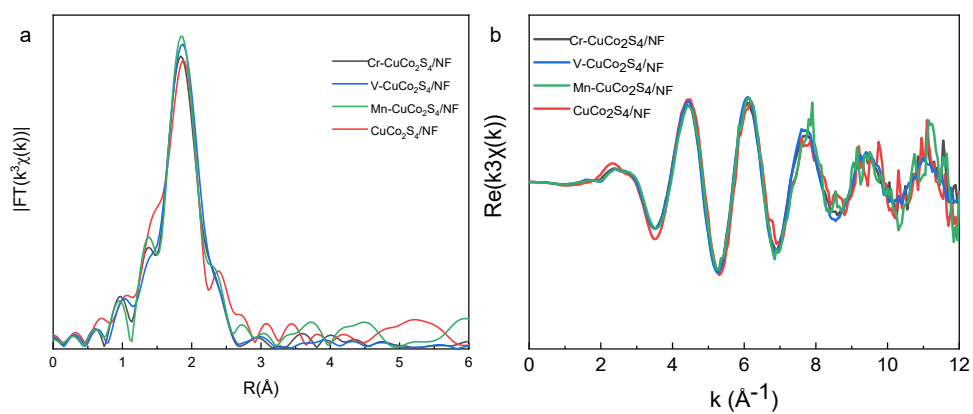 a
Cr-CuCo₂S₄/NF
V-CuCo₂S₄/NF
Mn-CuCo₂S₄/NF
CuCo₂S₄/NF
|FT(k³χ(k))|
0 1 2 3 4 5 6
R(Å)
b
Cr-CuCo₂S₄/NF
V-CuCo₂S₄/NF
Mn-CuCo₂S₄/NF
CuCo₂S₄/NF
Re(k3χ(k))
0 2 4 6 8 10 12
k (Å⁻¹)